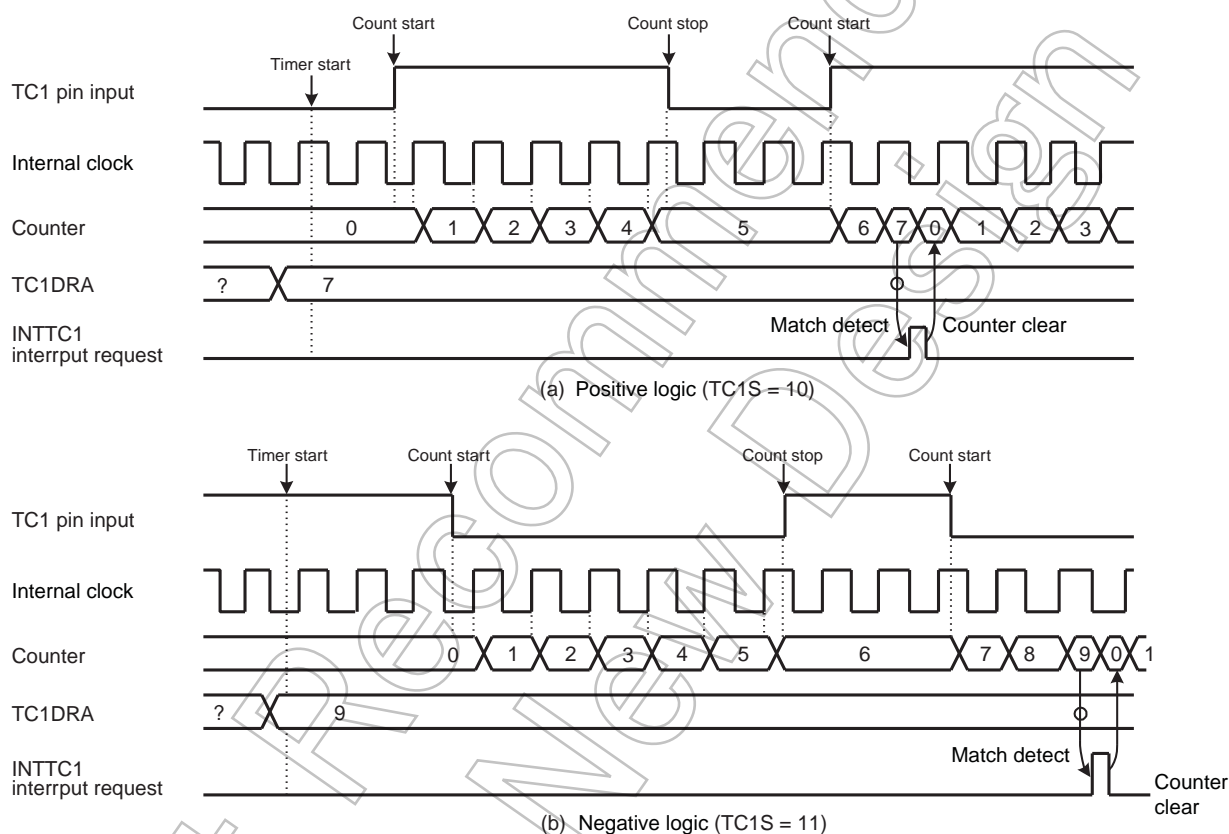 Count start
Count stop
Count start
Timer start
TC1 pin input
Internal clock
Counter
0 1 2 3 4 5 6 7 0 1 2 3
TC1DRA
? 7
INTTC1
interrput request
Match detect
Counter clear
(a) Positive logic (TC1S = 10)
Timer start
Count start
Count stop
Count start
TC1 pin input
Internal clock
Counter
0 1 2 3 4 5 6 7 8 9 0 1
TC1DRA
? 9
INTTC1
interrput request
Match detect
Counter
clear
(b) Negative logic (TC1S = 11)